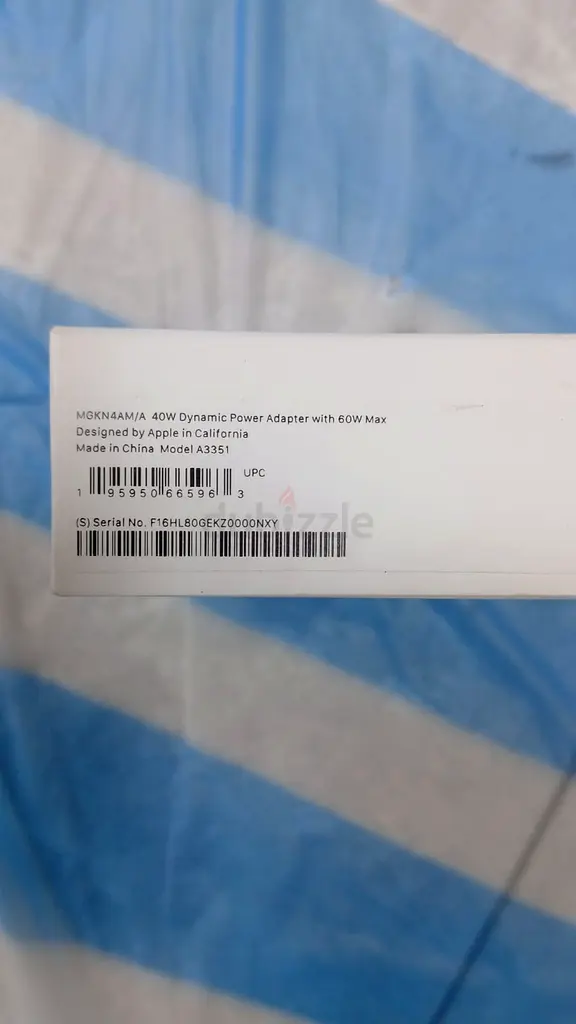 MGKN4AM/A 40W Dynamic Power Adapter with 60W Max
Designed by Apple in California
Made in China Model A3351
UPC
1 95950 66596 3
dubizzle
(S) Serial No. F16HL80GEKZ0000NXY